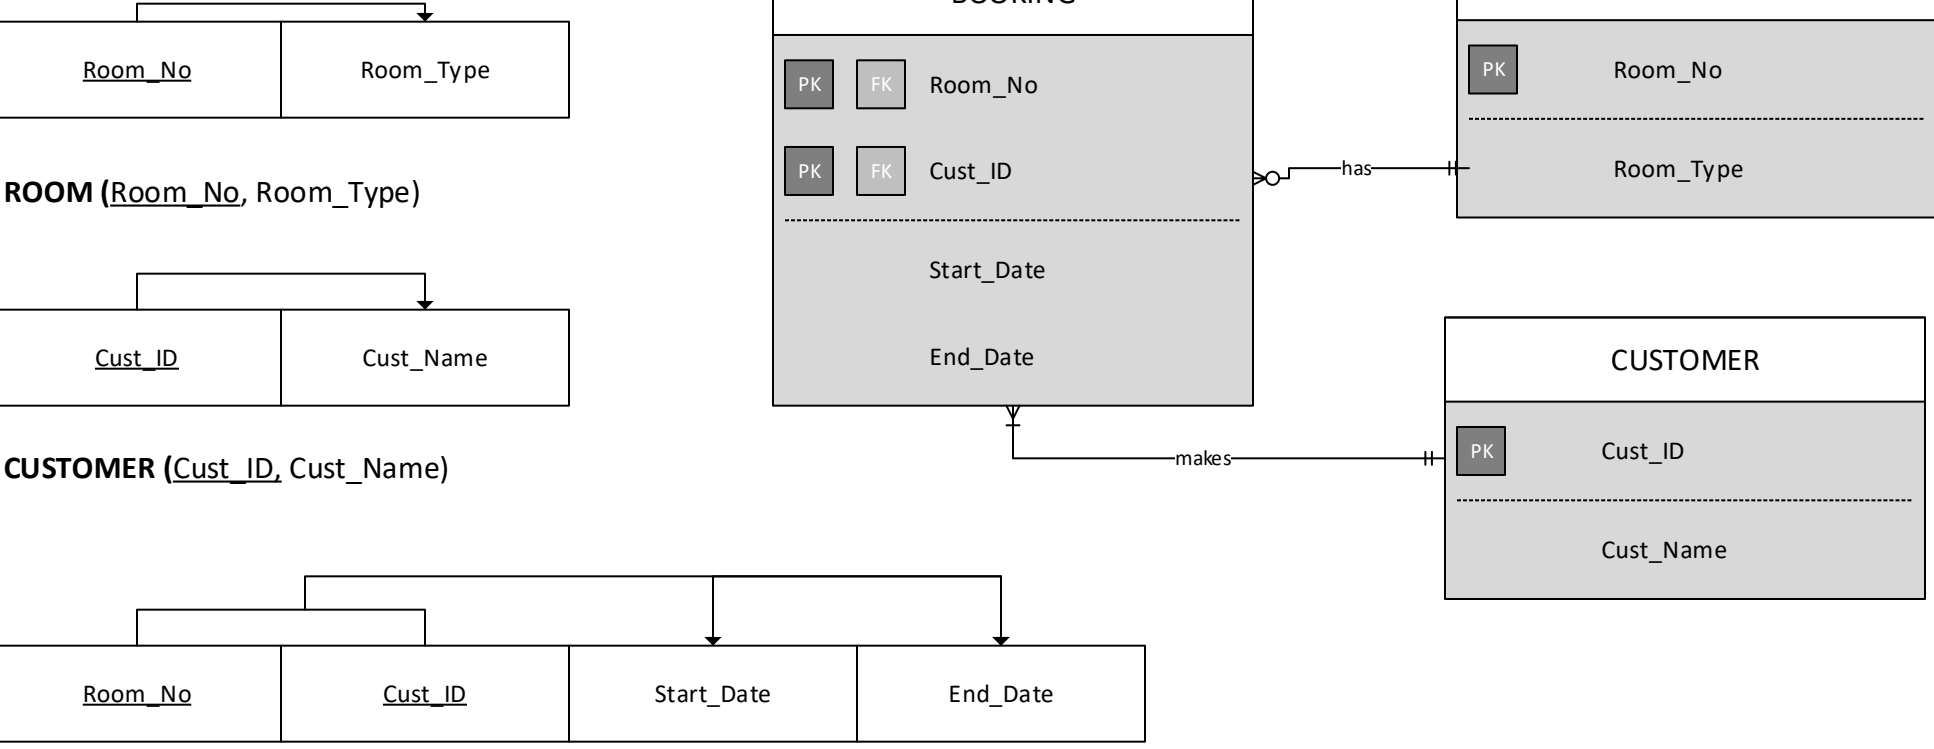 Room_No Room_Type
ROOM (Room_No, Room_Type)
Cust_ID Cust_Name
CUSTOMER (Cust_ID, Cust_Name)
Room_No Cust_ID Start_Date End_Date
BOOKING
PK FK Room_No
PK FK Cust_ID
Start_Date
End_Date
has
makes
PK Room_No
Room_Type
CUSTOMER
PK Cust_ID
Cust_Name